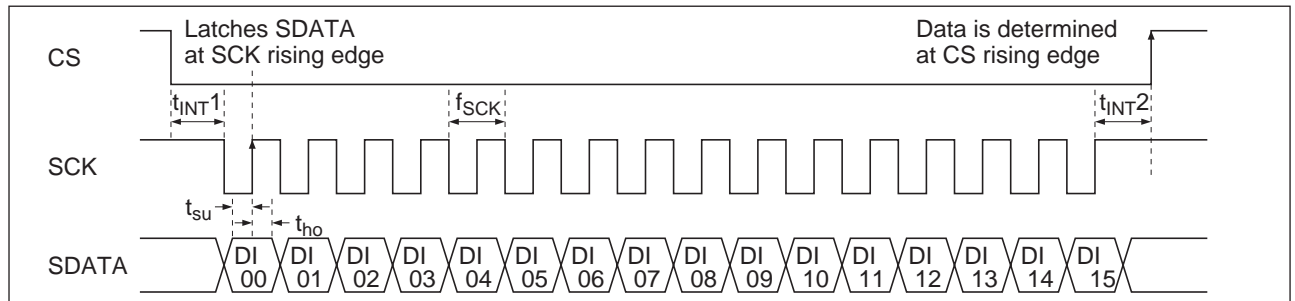 Latches SDATA
at SCK rising edge
Data is determined
at CS rising edge
CS
tINT1
fSCK
tINT2
SCK
tsu
tho
SDATA
DI 00
DI 01
DI 02
DI 03
DI 04
DI 05
DI 06
DI 07
DI 08
DI 09
DI 10
DI 11
DI 12
DI 13
DI 14
DI 15